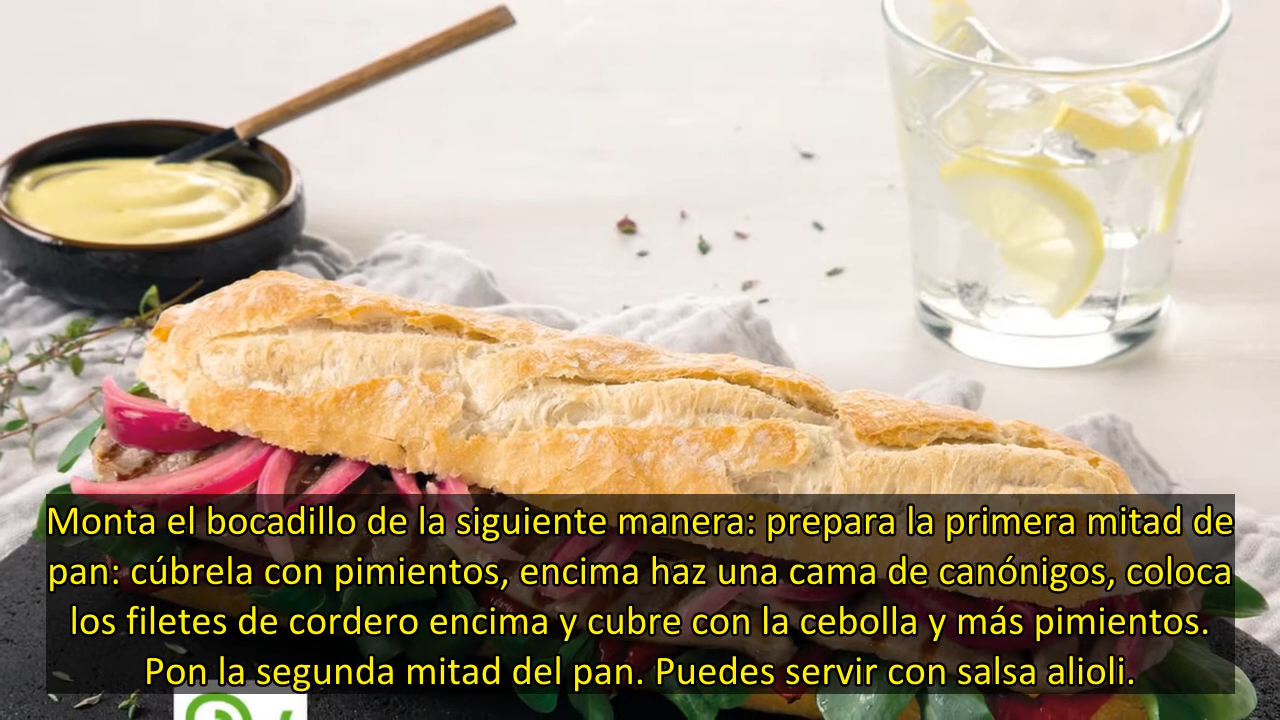 Monta el bocadillo de la siguiente manera: prepara la primera mitad de
pan: cúbrela con pimientos, encima haz una cama de canónigos, coloca
los filetes de cordero encima y cubre con la cebolla y más pimientos.
Pon la segunda mitad del pan. Puedes servir con salsa alioli.